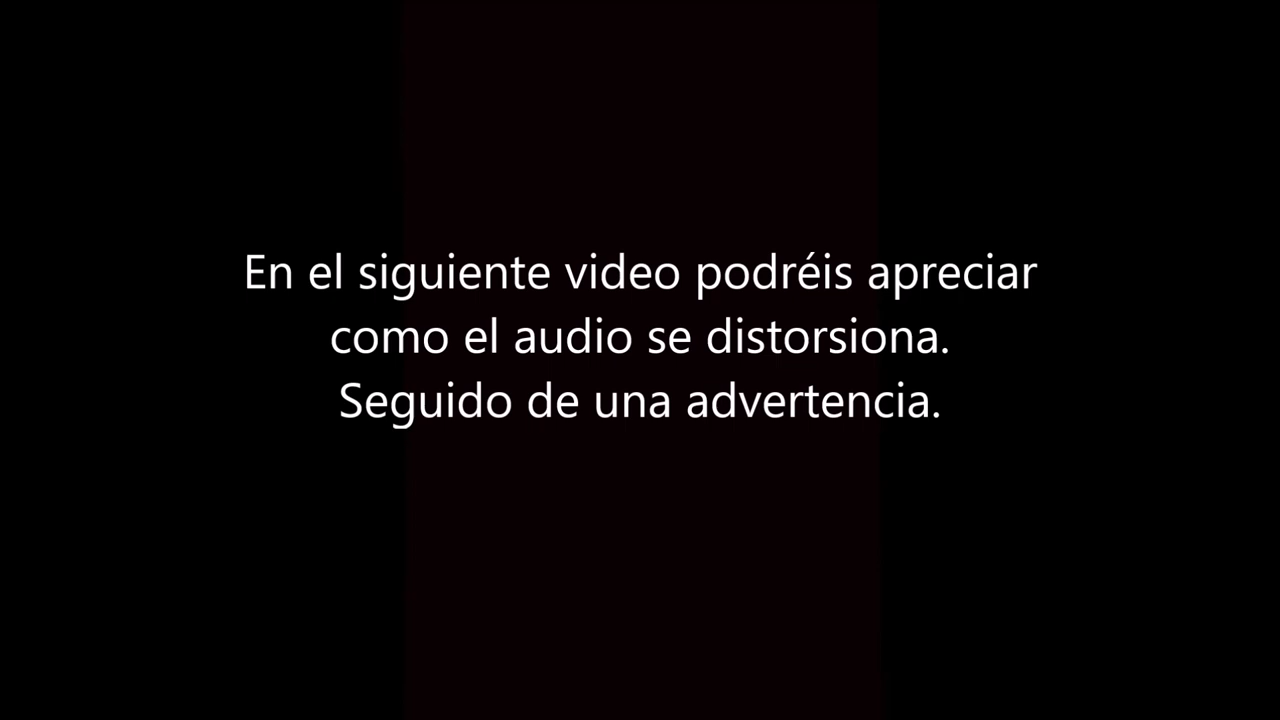 En el siguiente video podréis apreciar
como el audio se distorsiona.
Seguido de una advertencia.